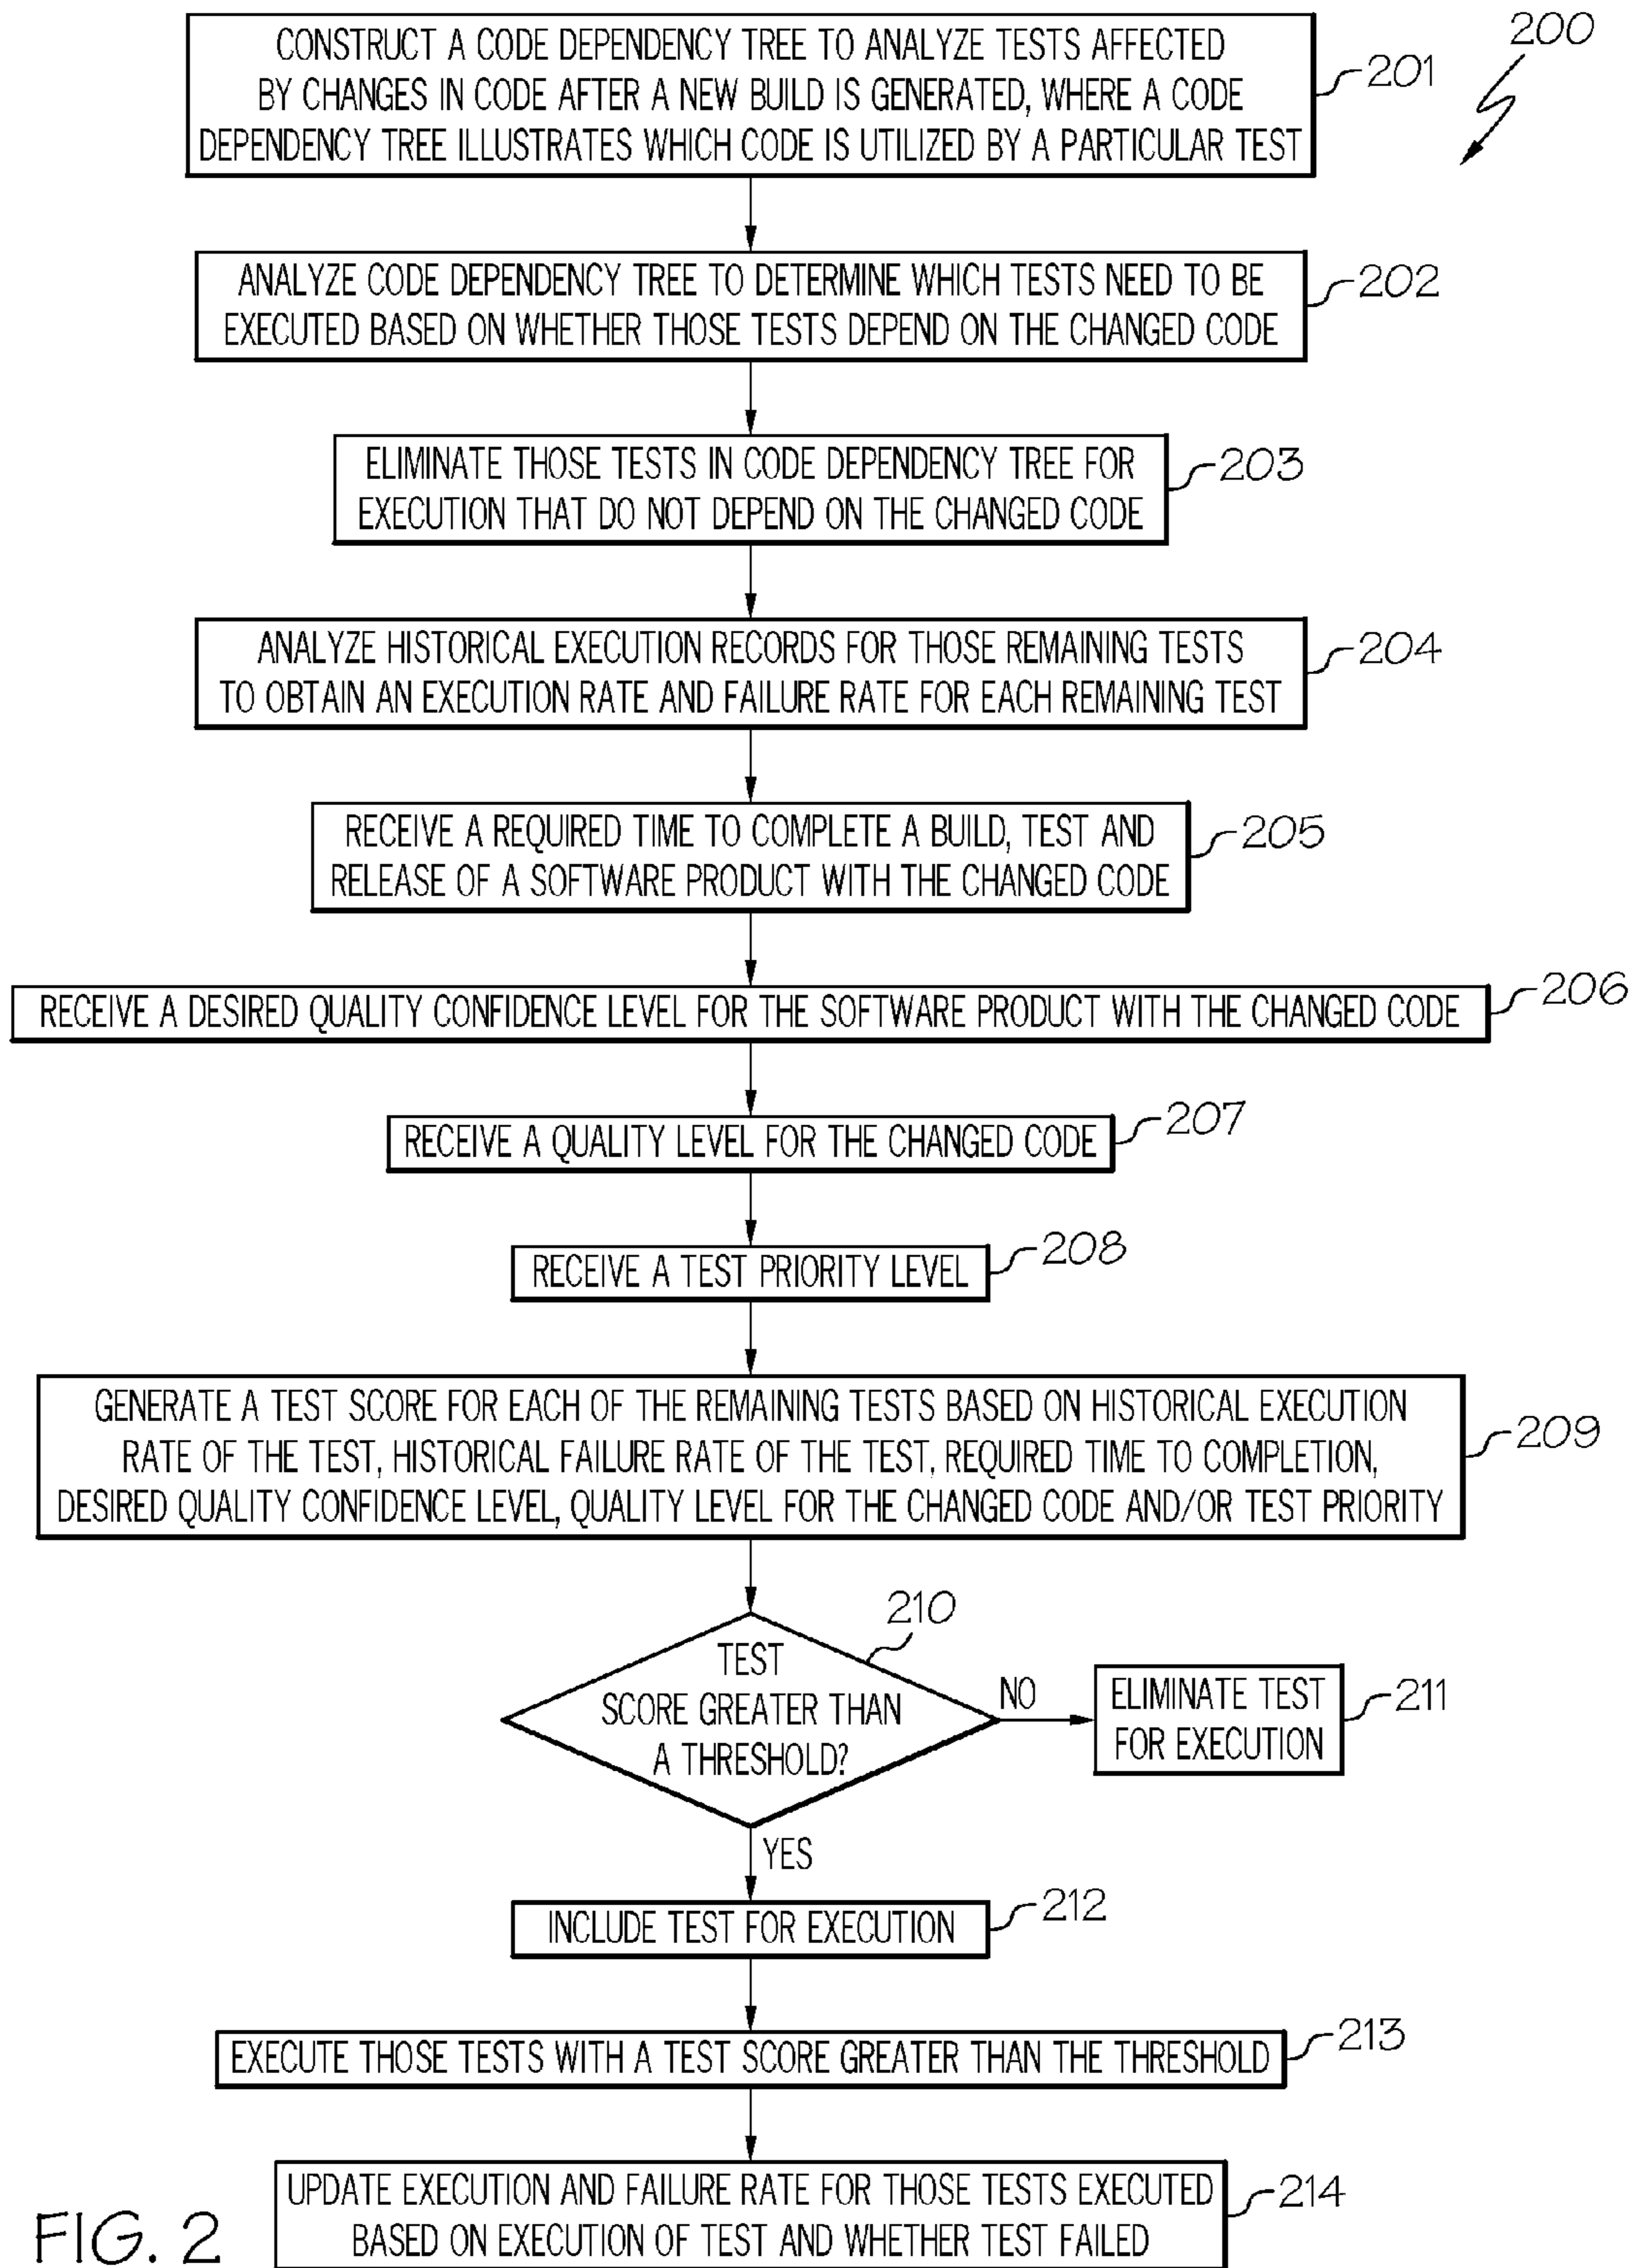 200
CONSTRUCT A CODE DEPENDENCY TREE TO ANALYZE TESTS AFFECTED
BY CHANGES IN CODE AFTER A NEW BUILD IS GENERATED, WHERE A CODE
DEPENDENCY TREE ILLUSTRATES WHICH CODE IS UTILIZED BY A PARTICULAR TEST
201
ANALYZE CODE DEPENDENCY TREE TO DETERMINE WHICH TESTS NEED TO BE
EXECUTED BASED ON WHETHER THOSE TESTS DEPEND ON THE CHANGED CODE
202
ELIMINATE THOSE TESTS IN CODE DEPENDENCY TREE FOR
EXECUTION THAT DO NOT DEPEND ON THE CHANGED CODE
203
ANALYZE HISTORICAL EXECUTION RECORDS FOR THOSE REMAINING TESTS
TO OBTAIN AN EXECUTION RATE AND FAILURE RATE FOR EACH REMAINING TEST
204
RECEIVE A REQUIRED TIME TO COMPLETE A BUILD, TEST AND
RELEASE OF A SOFTWARE PRODUCT WITH THE CHANGED CODE
205
RECEIVE A DESIRED QUALITY CONFIDENCE LEVEL FOR THE SOFTWARE PRODUCT WITH THE CHANGED CODE
206
RECEIVE A QUALITY LEVEL FOR THE CHANGED CODE
207
RECEIVE A TEST PRIORITY LEVEL
208
GENERATE A TEST SCORE FOR EACH OF THE REMAINING TESTS BASED ON HISTORICAL EXECUTION
RATE OF THE TEST, HISTORICAL FAILURE RATE OF THE TEST, REQUIRED TIME TO COMPLETION,
DESIRED QUALITY CONFIDENCE LEVEL, QUALITY LEVEL FOR THE CHANGED CODE AND/OR TEST PRIORITY
209
210
TEST
SCORE GREATER THAN
A THRESHOLD?
NO
ELIMINATE TEST
FOR EXECUTION
211
YES
INCLUDE TEST FOR EXECUTION
212
EXECUTE THOSE TESTS WITH A TEST SCORE GREATER THAN THE THRESHOLD
213
UPDATE EXECUTION AND FAILURE RATE FOR THOSE TESTS EXECUTED
BASED ON EXECUTION OF TEST AND WHETHER TEST FAILED
214
FIG. 2